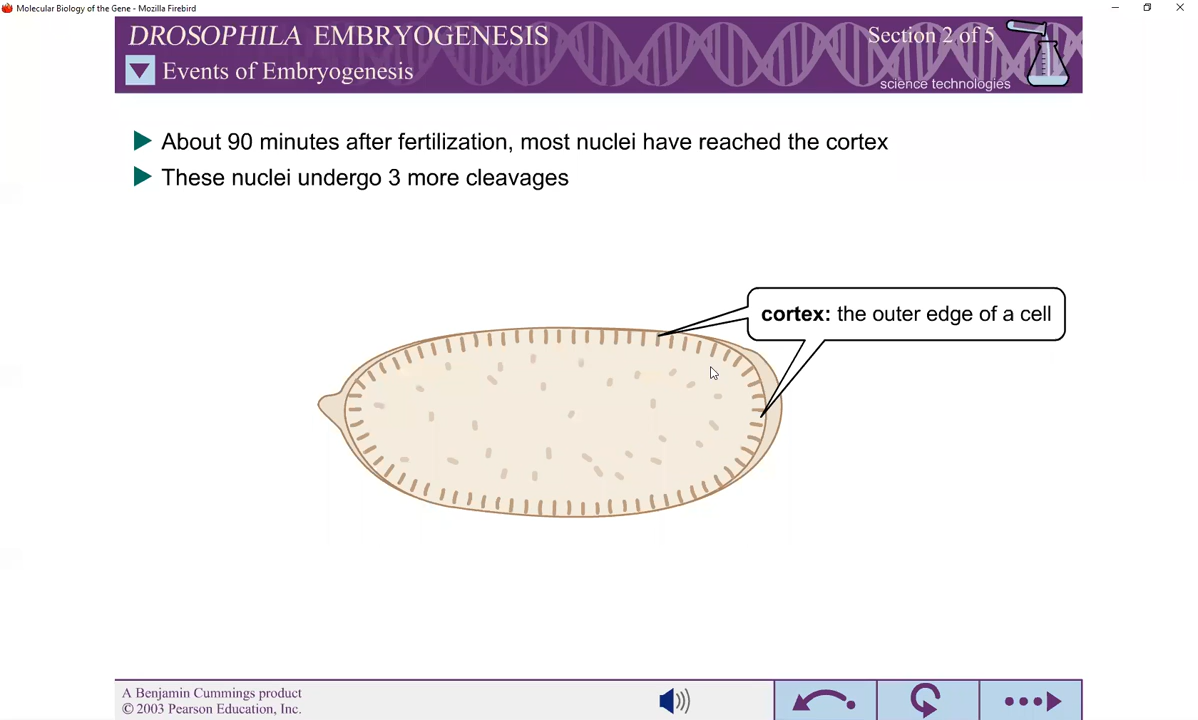 Molecular Biology of the Gene - Mozilla Firebird
DROSOPHILA EMBRYOGENESIS
Section 2 of 5
Events of Embryogenesis
science technologies
About 90 minutes after fertilization, most nuclei have reached the cortex
These nuclei undergo 3 more cleavages
cortex: the outer edge of a cell
A Benjamin Cummings product
© 2003 Pearson Education, Inc.